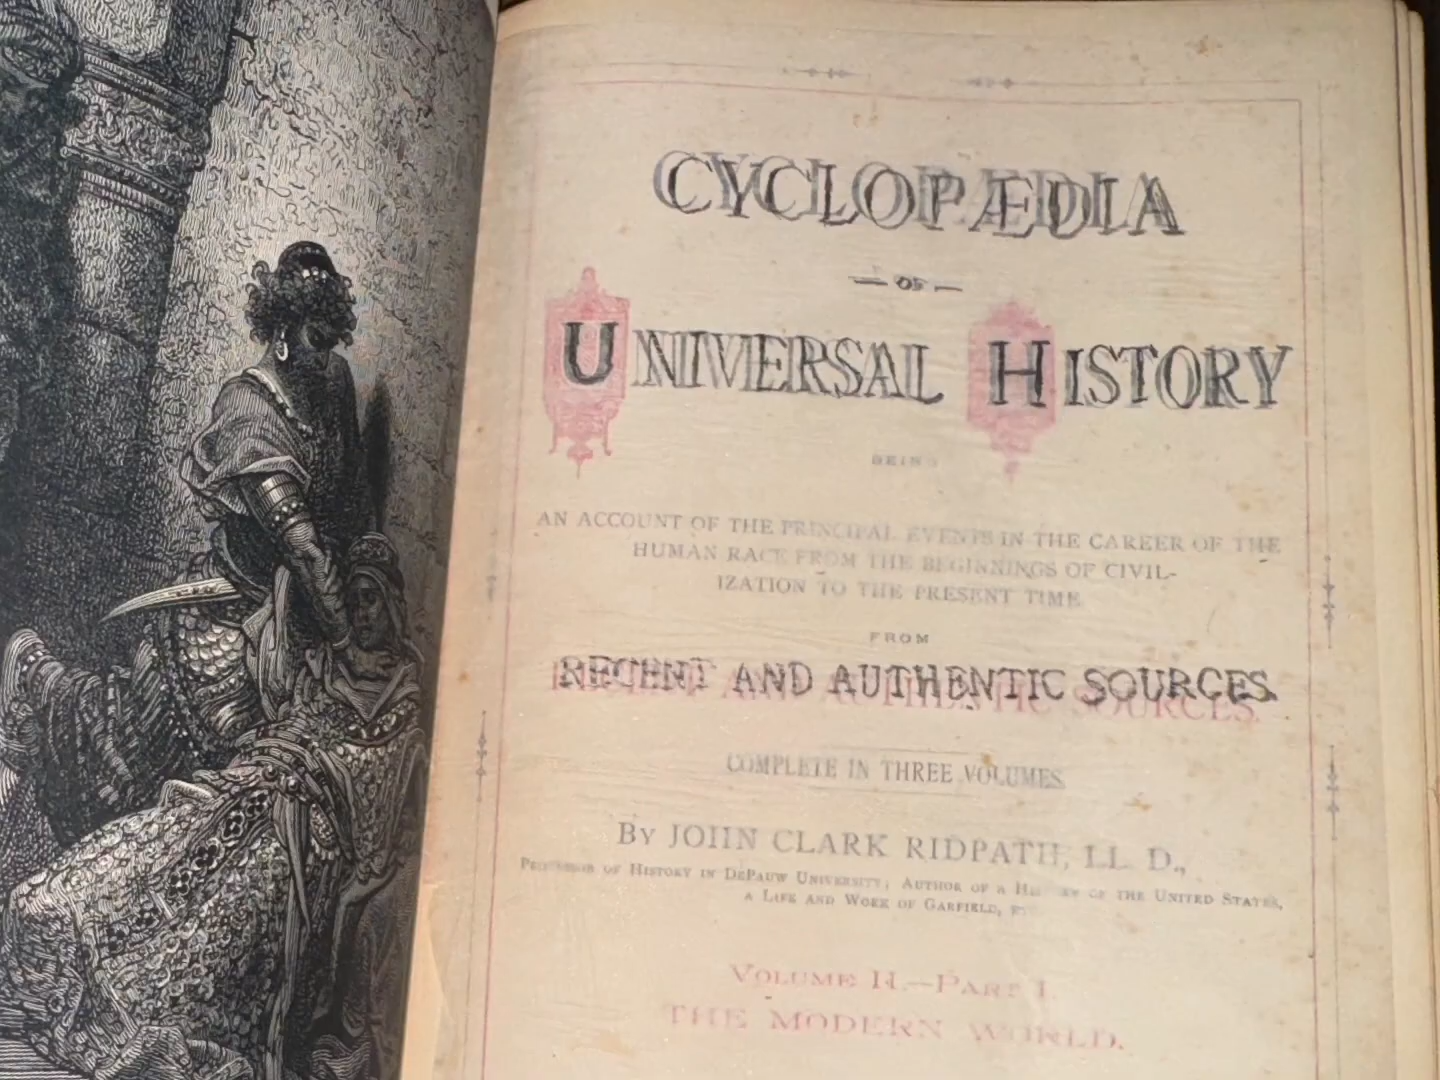 CYCLOPÆDIA
— OF —
UNIVERSAL HISTORY
BEING
AN ACCOUNT OF THE PRINCIPAL EVENTS IN THE CAREER OF THE
HUMAN RACE FROM THE BEGINNINGS OF CIVIL-
IZATION TO THE PRESENT TIME
FROM
RECENT AND AUTHENTIC SOURCES.
COMPLETE IN THREE VOLUMES.
BY JOHN CLARK RIDPATH, LL. D.,
PROFESSOR OF HISTORY IN DEPAUW UNIVERSITY; AUTHOR OF A HISTORY OF THE UNITED STATES,
A LIFE AND WORK OF GARFIELD, ETC.
VOLUME II.—PART I.
THE MODERN WORLD.